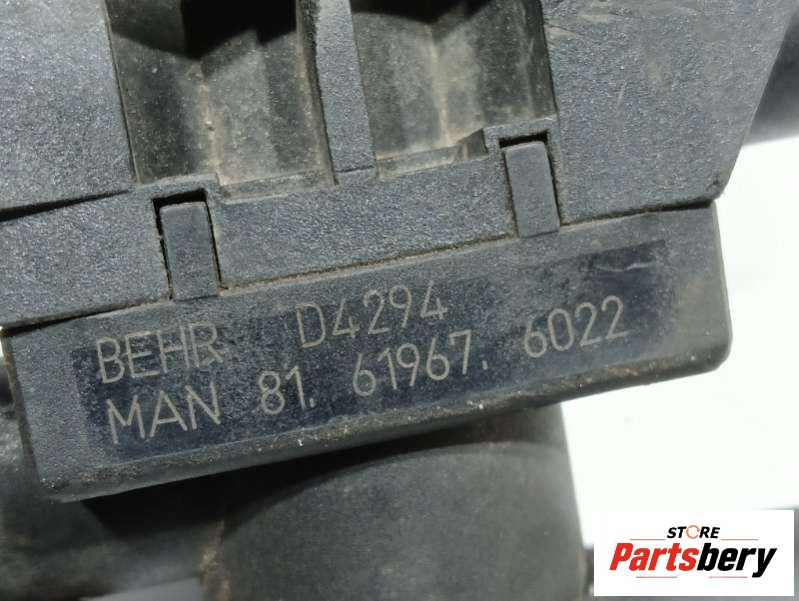 BEHR D4294
MAN 81. 61967. 6022
STORE
Partsbery